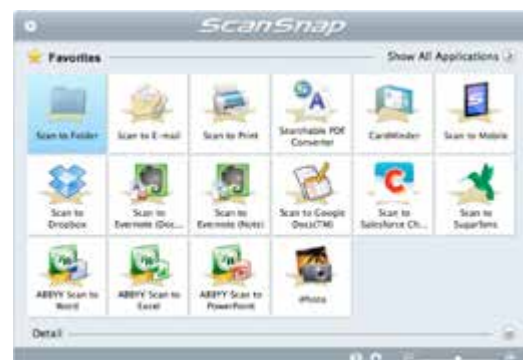 ScanSnap
Favorites
Show All Applications
Scan to Folder
Scan to E-mail
Scan to Print
Searchable PDF
Converter
CardMinder
Scan to Mobile
Scan to
Dropbox
Scan to
Evernote (Doc...
Scan to
Evernote (Note)
Scan to Google
Docs(TM)
Scan to
Salesforce Ch...
Scan to
SugarSync
ABBYY Scan to
Word
ABBYY Scan to
Excel
ABBYY Scan to
PowerPoint
iPhoto
Detail